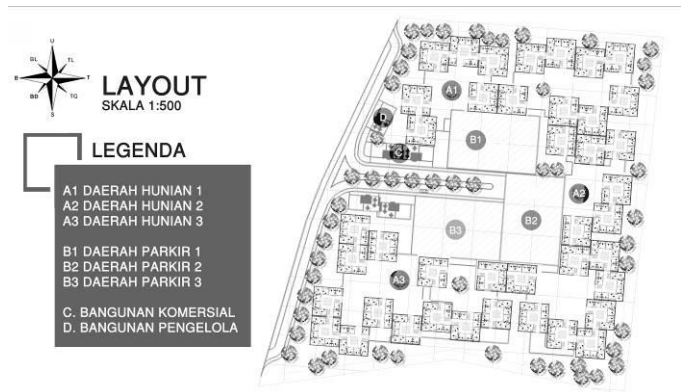 U
BL TL
B T
BD TG
S
LAYOUT
SKALA 1:500
LEGENDA
A1 DAERAH HUNIAN 1
A2 DAERAH HUNIAN 2
A3 DAERAH HUNIAN 3
B1 DAERAH PARKIR 1
B2 DAERAH PARKIR 2
B3 DAERAH PARKIR 3
C. BANGUNAN KOMERSIAL
D. BANGUNAN PENGELOLA
A1
D
B1
C
A2
B2
B3
A3